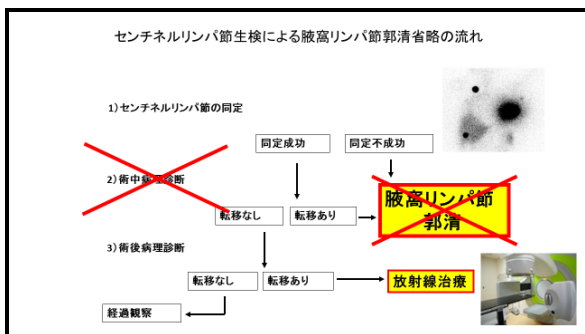 センチネルリンパ節生検による腋窩リンパ節郭清省略の流れ
1）センチネルリンパ節の同定
同定成功
同定不成功
2）術中病理診断
転移なし
転移あり
腋窩リンパ節
郭清
3）術後病理診断
転移なし
転移あり
放射線治療
経過観察